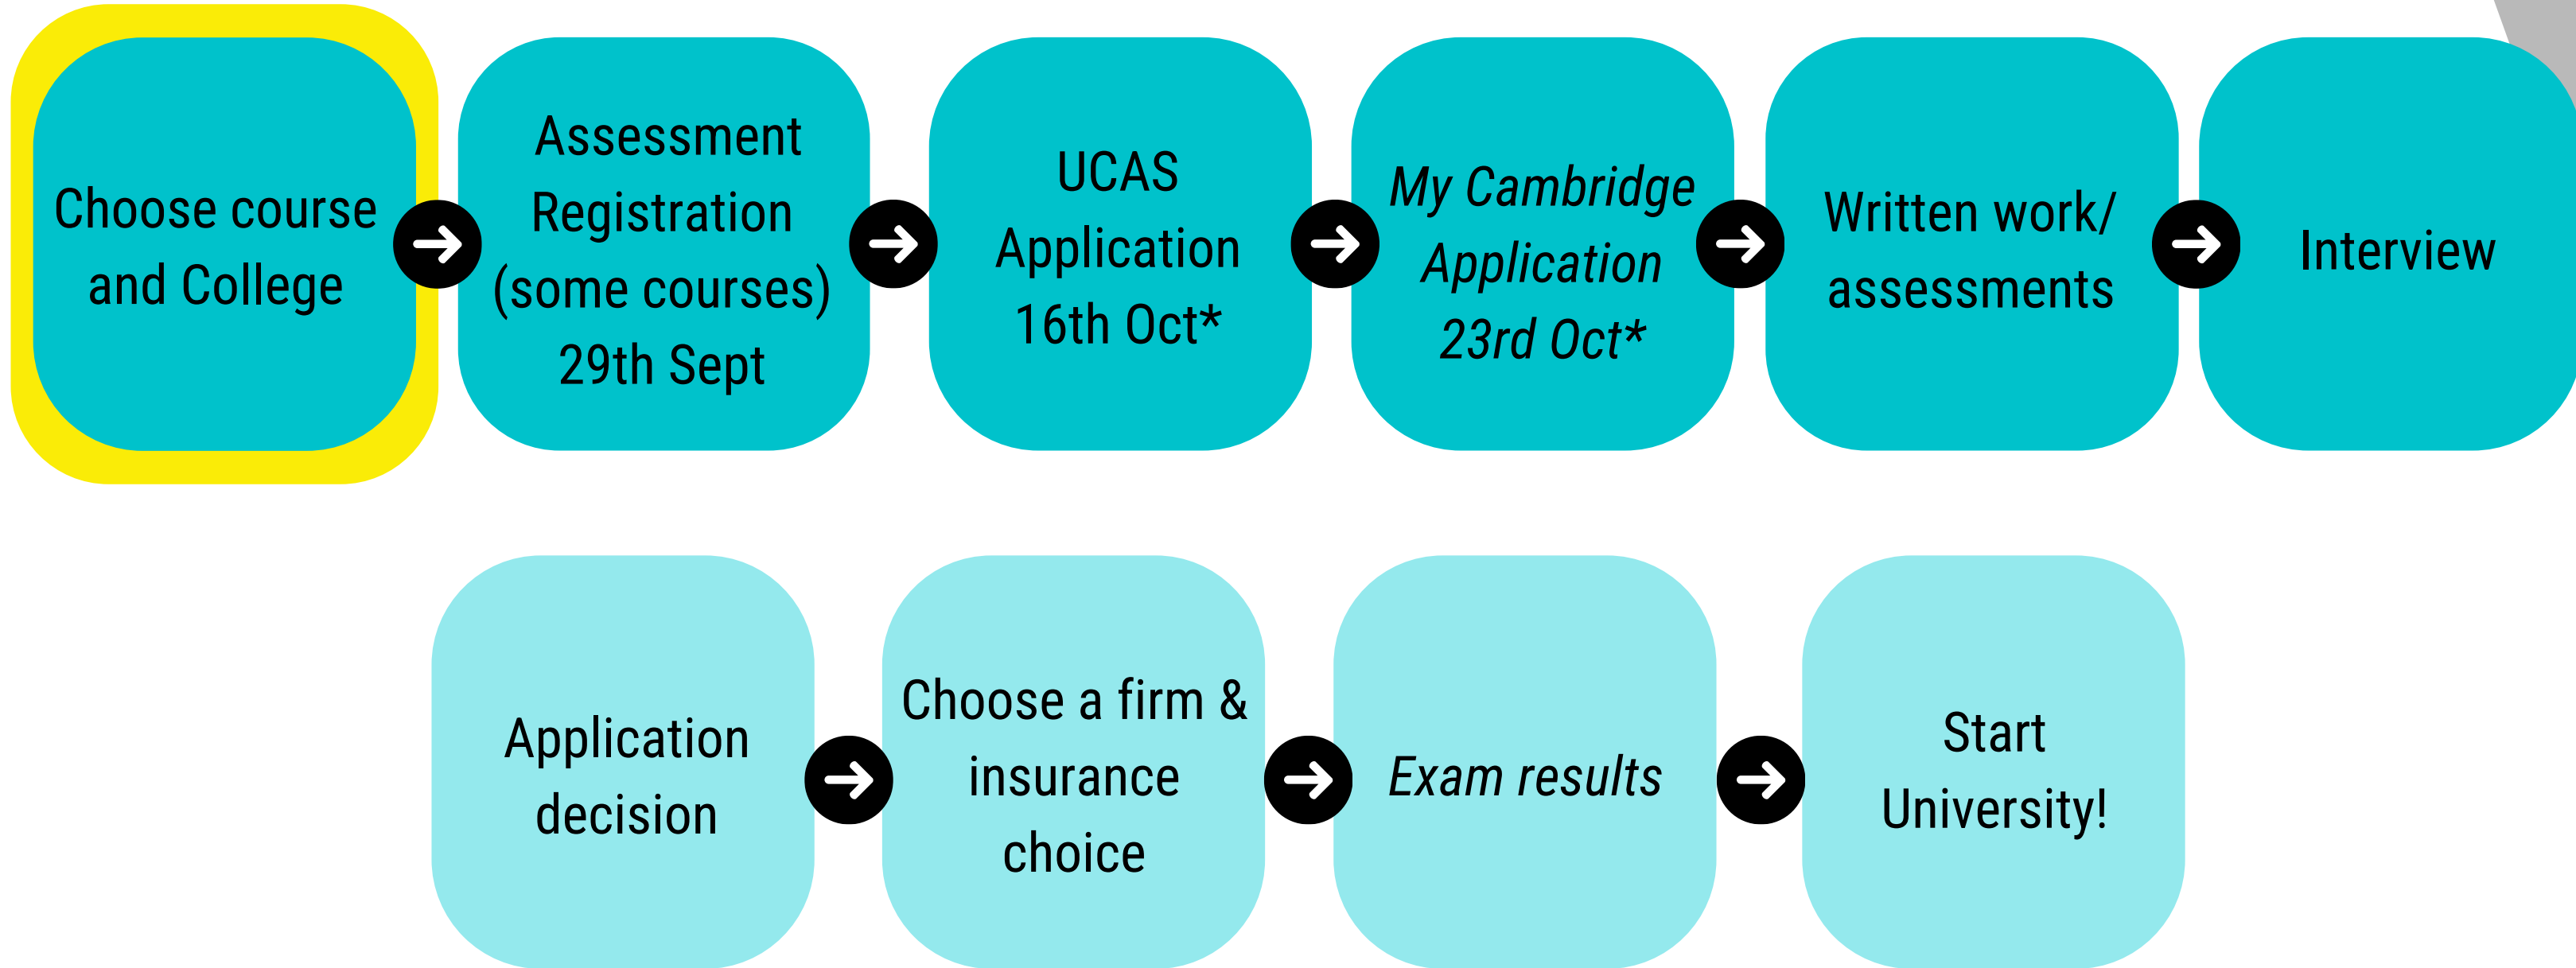 Choose course
and College
Assessment
Registration
(some courses)
29th Sept
UCAS
Application
16th Oct*
My Cambridge
Application
23rd Oct*
Written work/
assessments
Interview
Application
decision
Choose a firm &
insurance
choice
Exam results
Start
University!